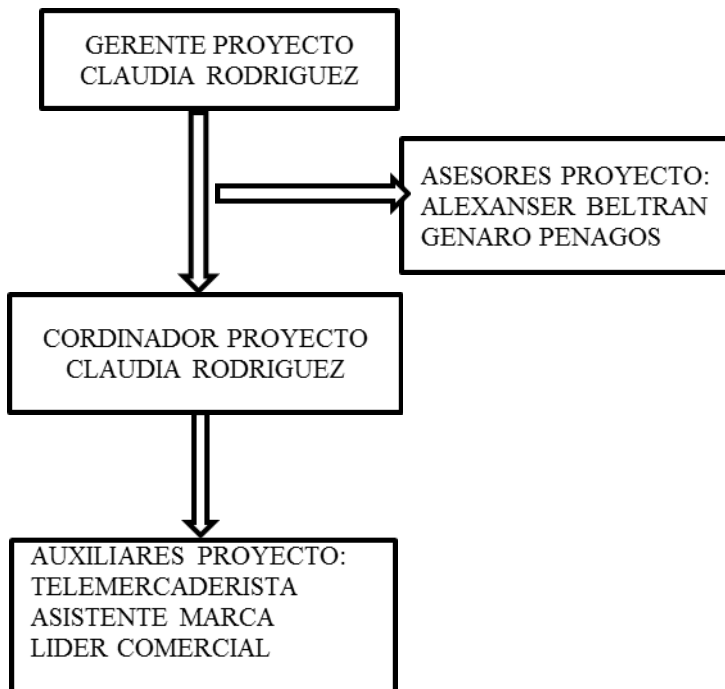 GERENTE PROYECTO
CLAUDIA RODRIGUEZ
ASESORES PROYECTO:
ALEXANSER BELTRAN
GENARO PENAGOS
CORDINADOR PROYECTO
CLAUDIA RODRIGUEZ
AUXILIARES PROYECTO:
TELEMERCADERISTA
ASISTENTE MARCA
LIDER COMERCIAL